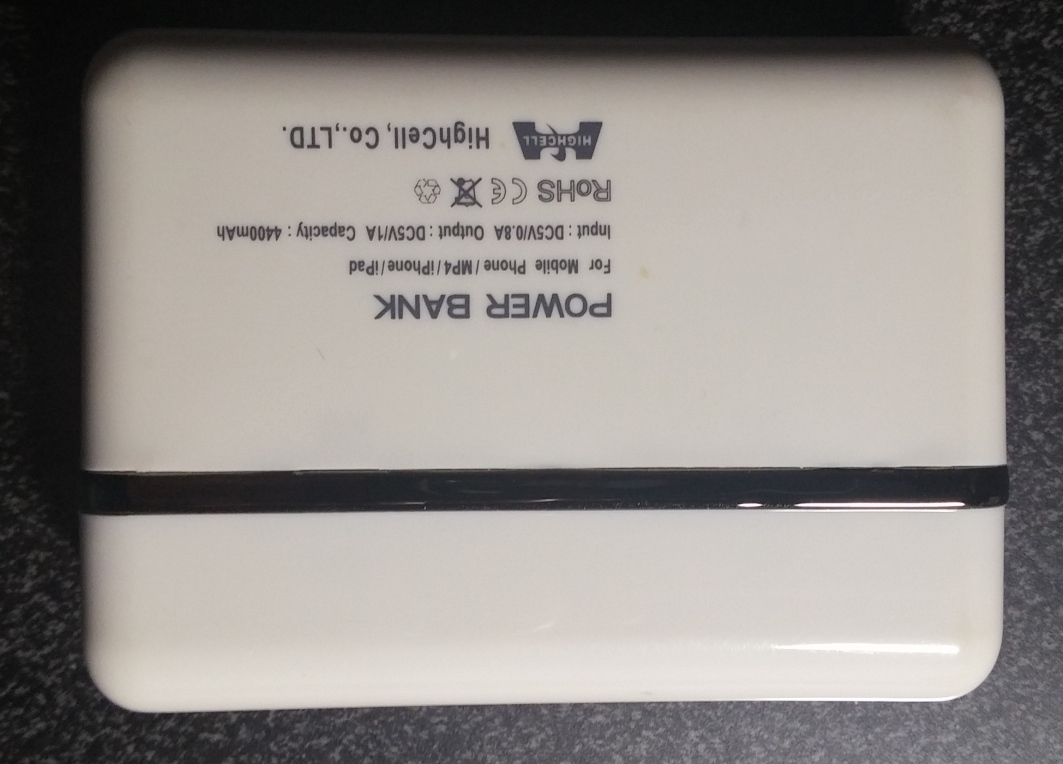 POWER BANK
For Mobile Phone / MP4 / iPhone / iPad
Input : DC5V/0.8A Output : DC5V/1A Capacity : 4400mAh
RoHS CE
HIGHCELL HighCell, Co.,LTD.